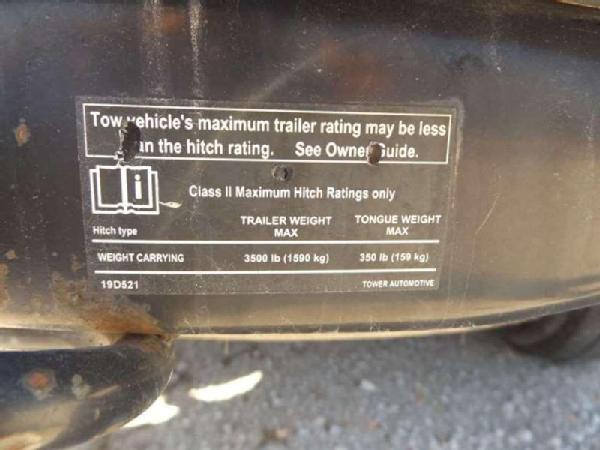 Tow vehicle's maximum trailer rating may be less
an the hitch rating. See Owner Guide.
i
Class II Maximum Hitch Ratings only
Hitch type TRAILER WEIGHT MAX TONGUE WEIGHT MAX
WEIGHT CARRYING 3500 lb (1590 kg) 350 lb (159 kg)
19D521 TOWER AUTOMOTIVE